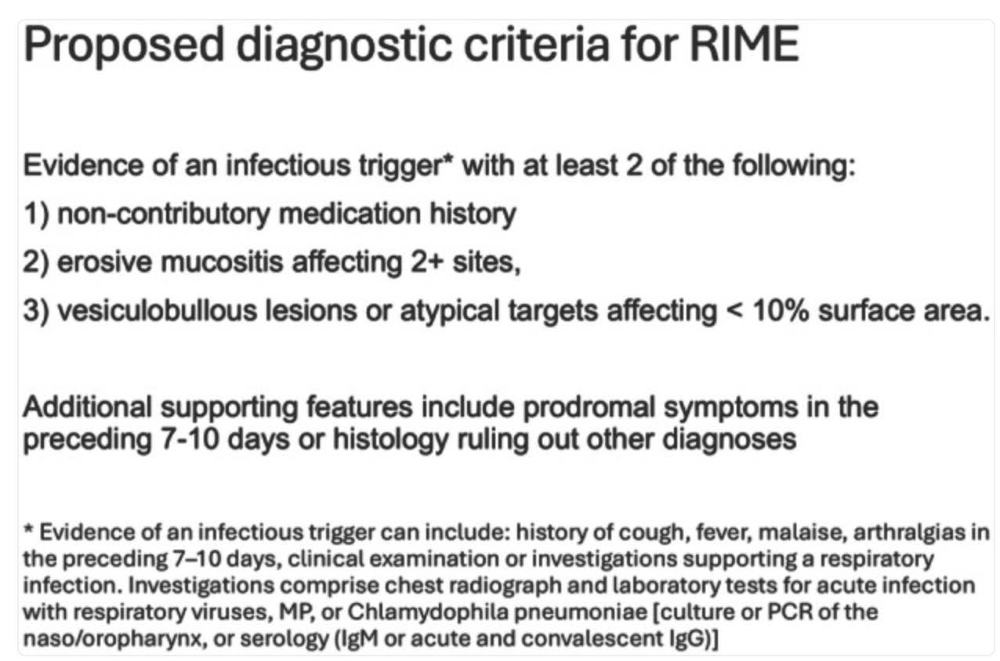 Proposed diagnostic criteria for RIME
Evidence of an infectious trigger* with at least 2 of the following:
1) non-contributory medication history
2) erosive mucositis affecting 2+ sites,
3) vesiculobullous lesions or atypical targets affecting < 10% surface area.
Additional supporting features include prodromal symptoms in the
preceding 7-10 days or histology ruling out other diagnoses
* Evidence of an infectious trigger can include: history of cough, fever, malaise, arthralgias in
the preceding 7–10 days, clinical examination or investigations supporting a respiratory
infection. Investigations comprise chest radiograph and laboratory tests for acute infection
with respiratory viruses, MP, or Chlamydophila pneumoniae [culture or PCR of the
naso/oropharynx, or serology (IgM or acute and convalescent IgG)]